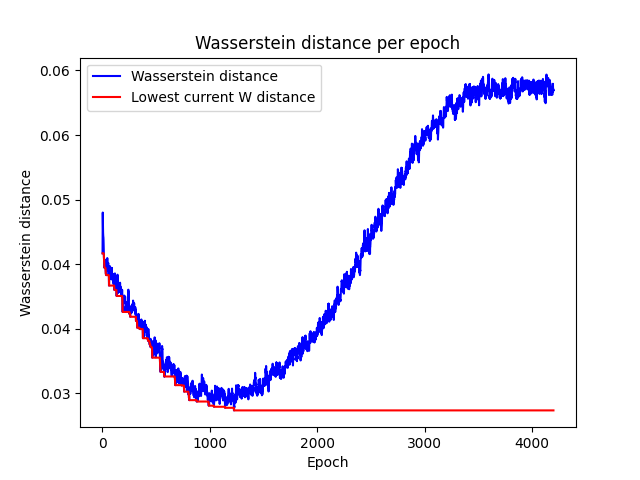 Wasserstein distance per epoch
Wasserstein distance
Lowest current W distance
0.06
0.06
0.05
0.04
0.04
0.03
Wasserstein distance
0
1000
2000
3000
4000
Epoch